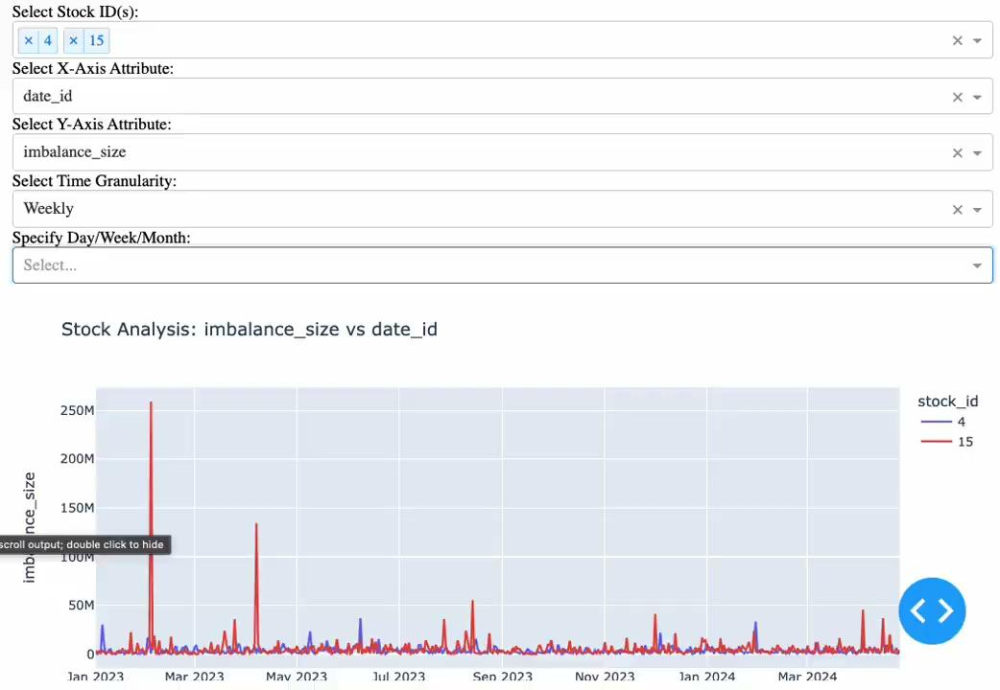 Select Stock ID(s):
× 4 × 15
Select X-Axis Attribute:
date_id
Select Y-Axis Attribute:
imbalance_size
Select Time Granularity:
Weekly
Specify Day/Week/Month:
Select...
Stock Analysis: imbalance_size vs date_id
stock_id
4
15
250M
200M
150M
100M
50M
0
scroll output; double click to hide
Jan 2023 Mar 2023 May 2023 Jul 2023 Sep 2023 Nov 2023 Jan 2024 Mar 2024